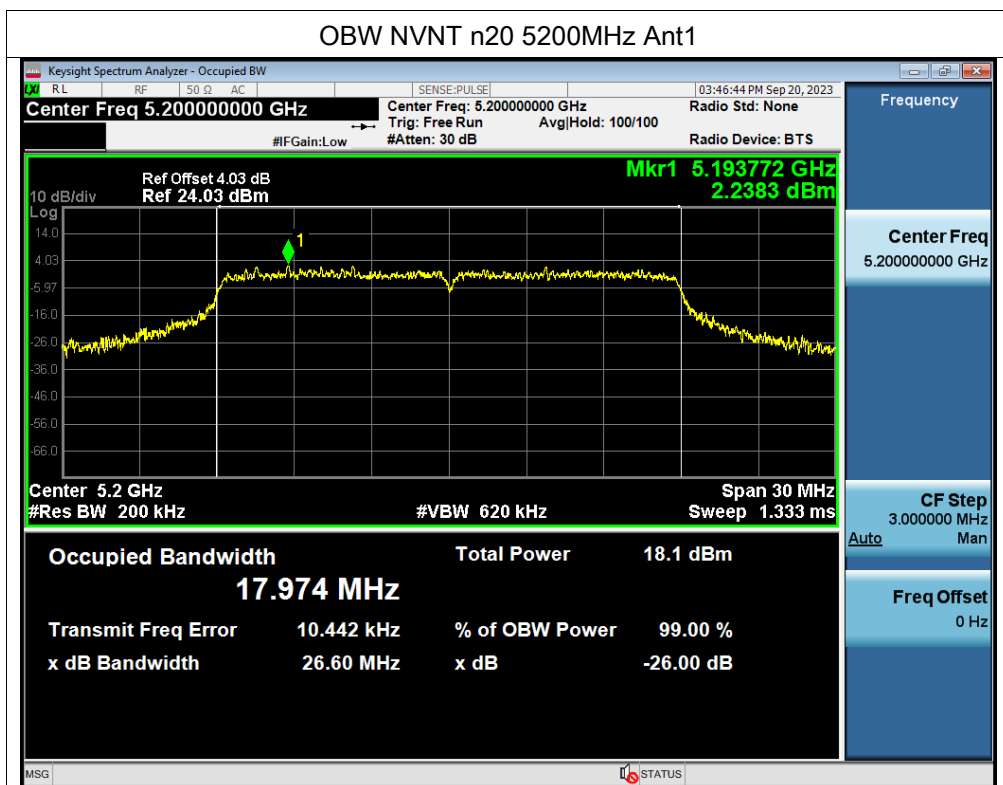 OBW NVNT n20 5200MHz Ant1
Keysight Spectrum Analyzer - Occupied BW
LXI RL RF 50 Ω AC SENSE:PULSE 03:46:44 PM Sep 20, 2023
Center Freq 5.200000000 GHz
Center Freq: 5.200000000 GHz Radio Std: None
Trig: Free Run Avg|Hold: 100/100
#IFGain:Low #Atten: 30 dB Radio Device: BTS
Frequency
Mkr1 5.193772 GHz
2.2383 dBm
Ref Offset 4.03 dB
10 dB/div Ref 24.03 dBm
Log
14.0
4.03
-5.97
-16.0
-26.0
-36.0
-46.0
-56.0
-66.0
1
Center 5.2 GHz Span 30 MHz
#Res BW 200 kHz #VBW 620 kHz Sweep 1.333 ms
Occupied Bandwidth Total Power 18.1 dBm
17.974 MHz
Transmit Freq Error 10.442 kHz % of OBW Power 99.00 %
x dB Bandwidth 26.60 MHz x dB -26.00 dB
Center Freq
5.200000000 GHz
CF Step
3.000000 MHz
Auto Man
Freq Offset
0 Hz
MSG STATUS